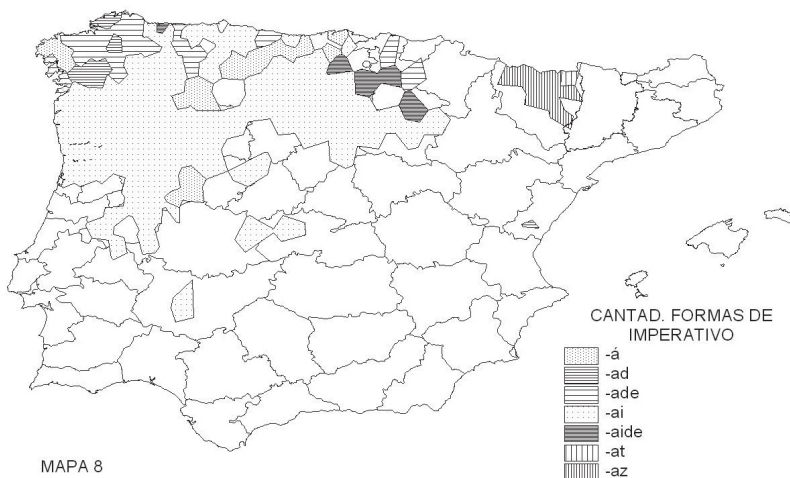 CANTAD. FORMAS DE
IMPERATIVO
-á
-ad
-ade
-ai
-aide
-at
-az
MAPA 8